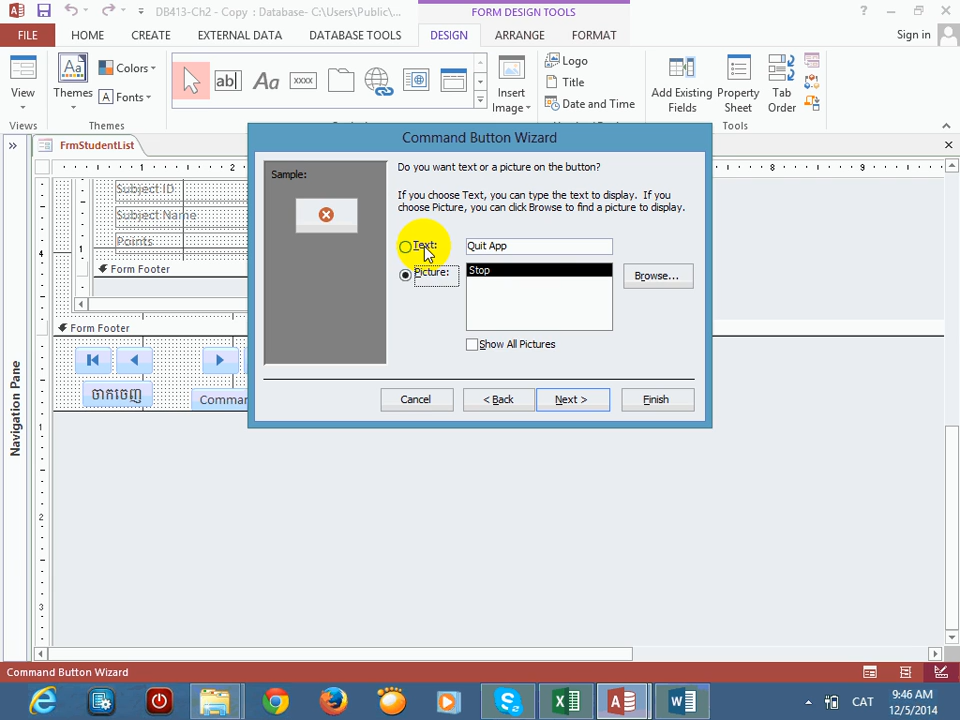 DB413-Ch2 - Copy : Database- C:\Users\Public\...
FORM DESIGN TOOLS
FILE HOME CREATE EXTERNAL DATA DATABASE TOOLS DESIGN ARRANGE FORMAT Sign in
View
Views
Aa
Themes
Colors
Fonts
Themes
ab|
Aa
xxxx
Insert
Image
Logo
Title
Date and Time
Add Existing
Fields
Property
Sheet
Tab
Order
Tools
FrmStudentList
Subject ID
Subject Name
Points
Form Footer
Form Footer
ចាកចេញ
Comman
Navigation Pane
Command Button Wizard
Sample:
Do you want text or a picture on the button?
If you choose Text, you can type the text to display. If you
choose Picture, you can click Browse to find a picture to display.
Text:
Quit App
Picture:
Stop
Browse...
Show All Pictures
Cancel
< Back
Next >
Finish
Command Button Wizard
CAT
9:46 AM
12/5/2014